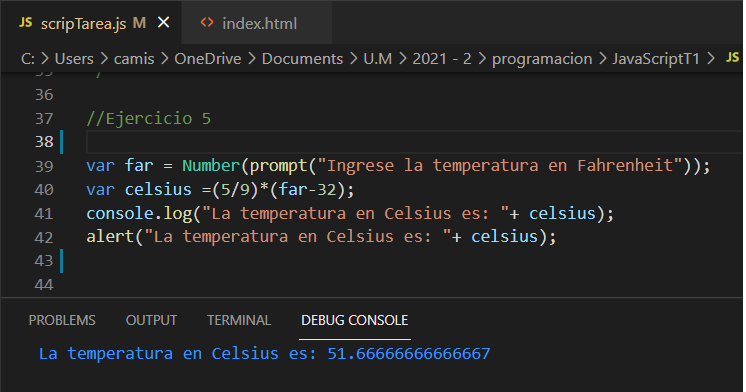 JS scripTarea.js M × <> index.html
C: > Users > camis > OneDrive > Documents > U.M > 2021 - 2 > programacion > JavaScriptT1 > JS
36
37 //Ejercicio 5
38
39 var far = Number(prompt("Ingrese la temperatura en Fahrenheit"));
40 var celsius =(5/9)*(far-32);
41 console.log("La temperatura en Celsius es: "+ celsius);
42 alert("La temperatura en Celsius es: "+ celsius);
43
44
PROBLEMS OUTPUT TERMINAL DEBUG CONSOLE
La temperatura en Celsius es: 51.66666666666667